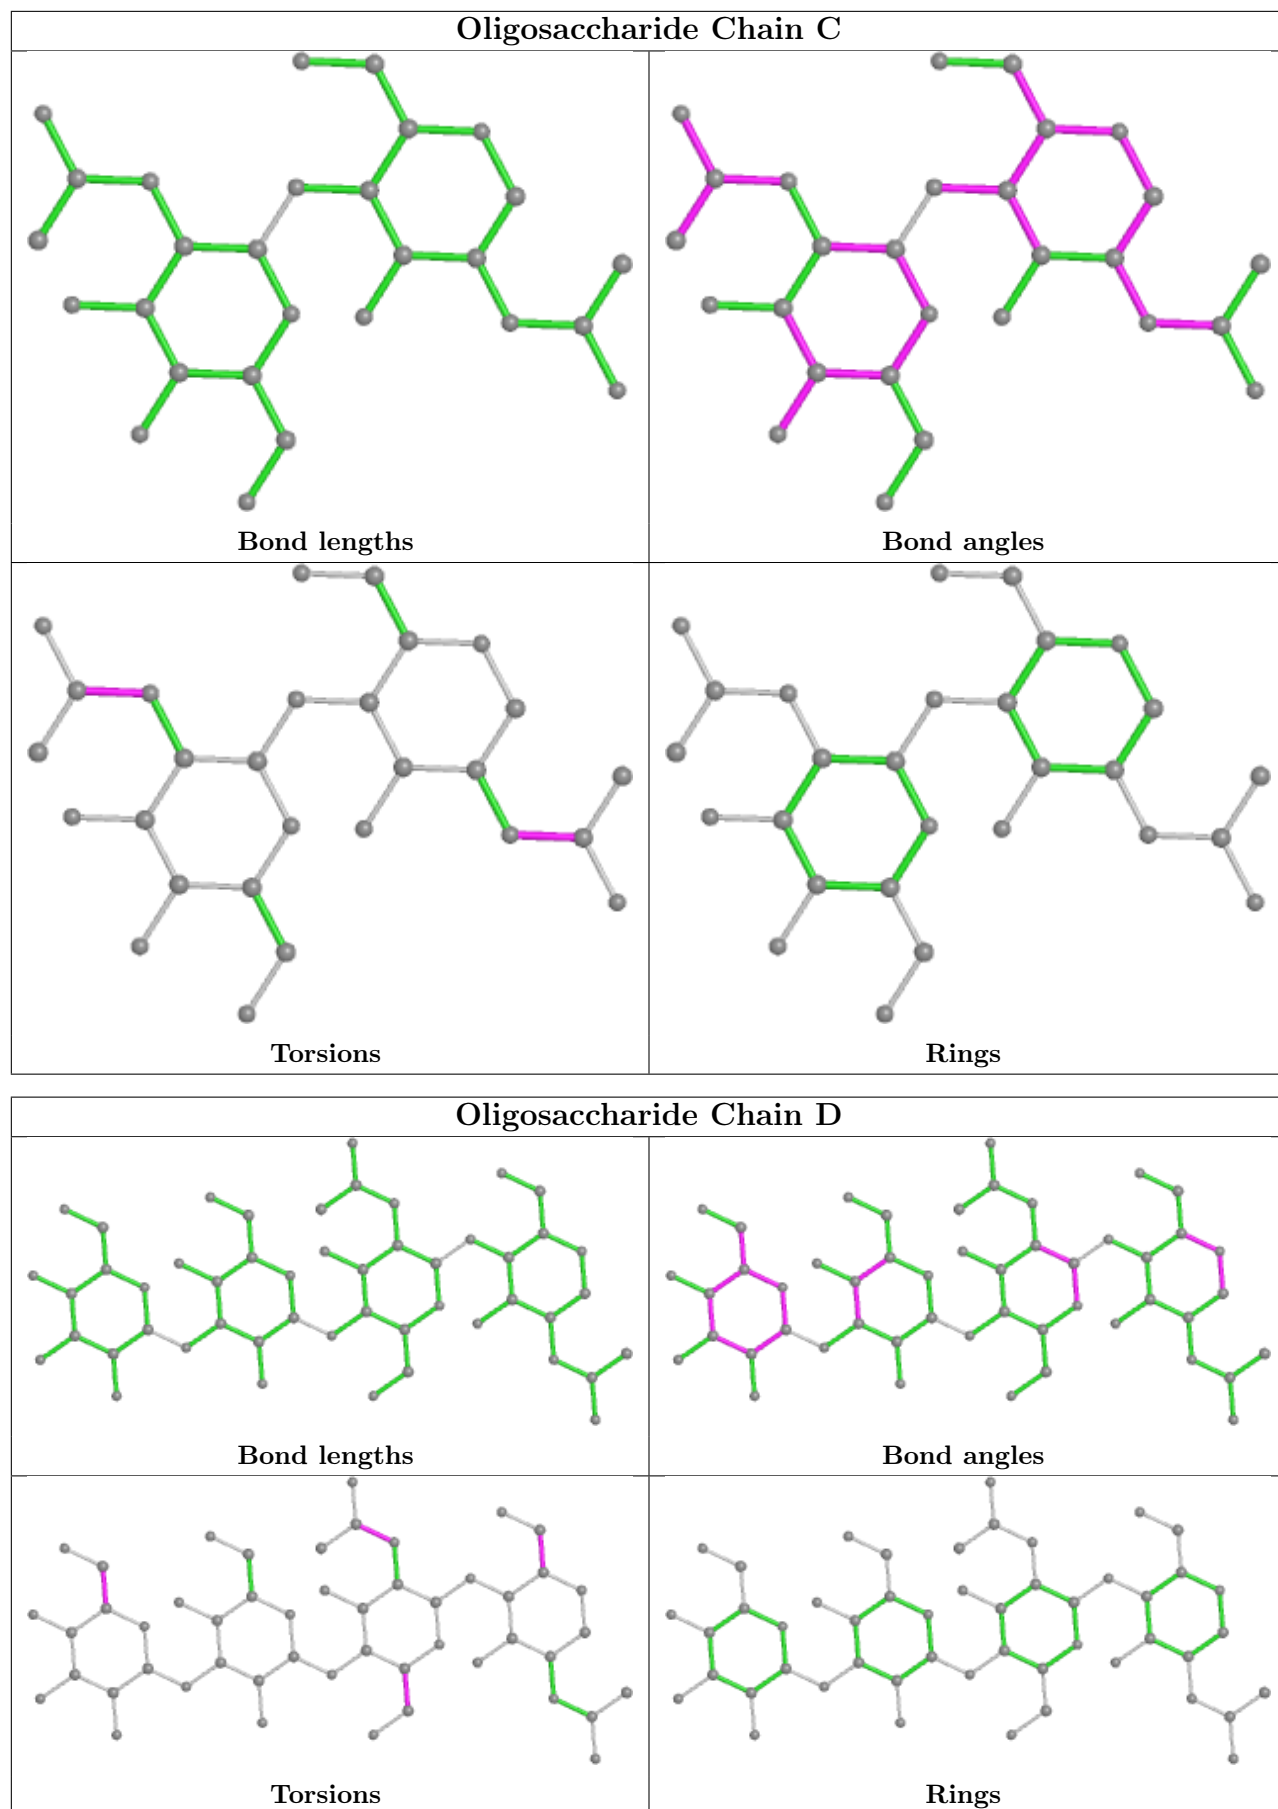 Oligosaccharide Chain C
Bond lengths
Bond angles
Torsions
Rings
Oligosaccharide Chain D
Bond lengths
Bond angles
Torsions
Rings